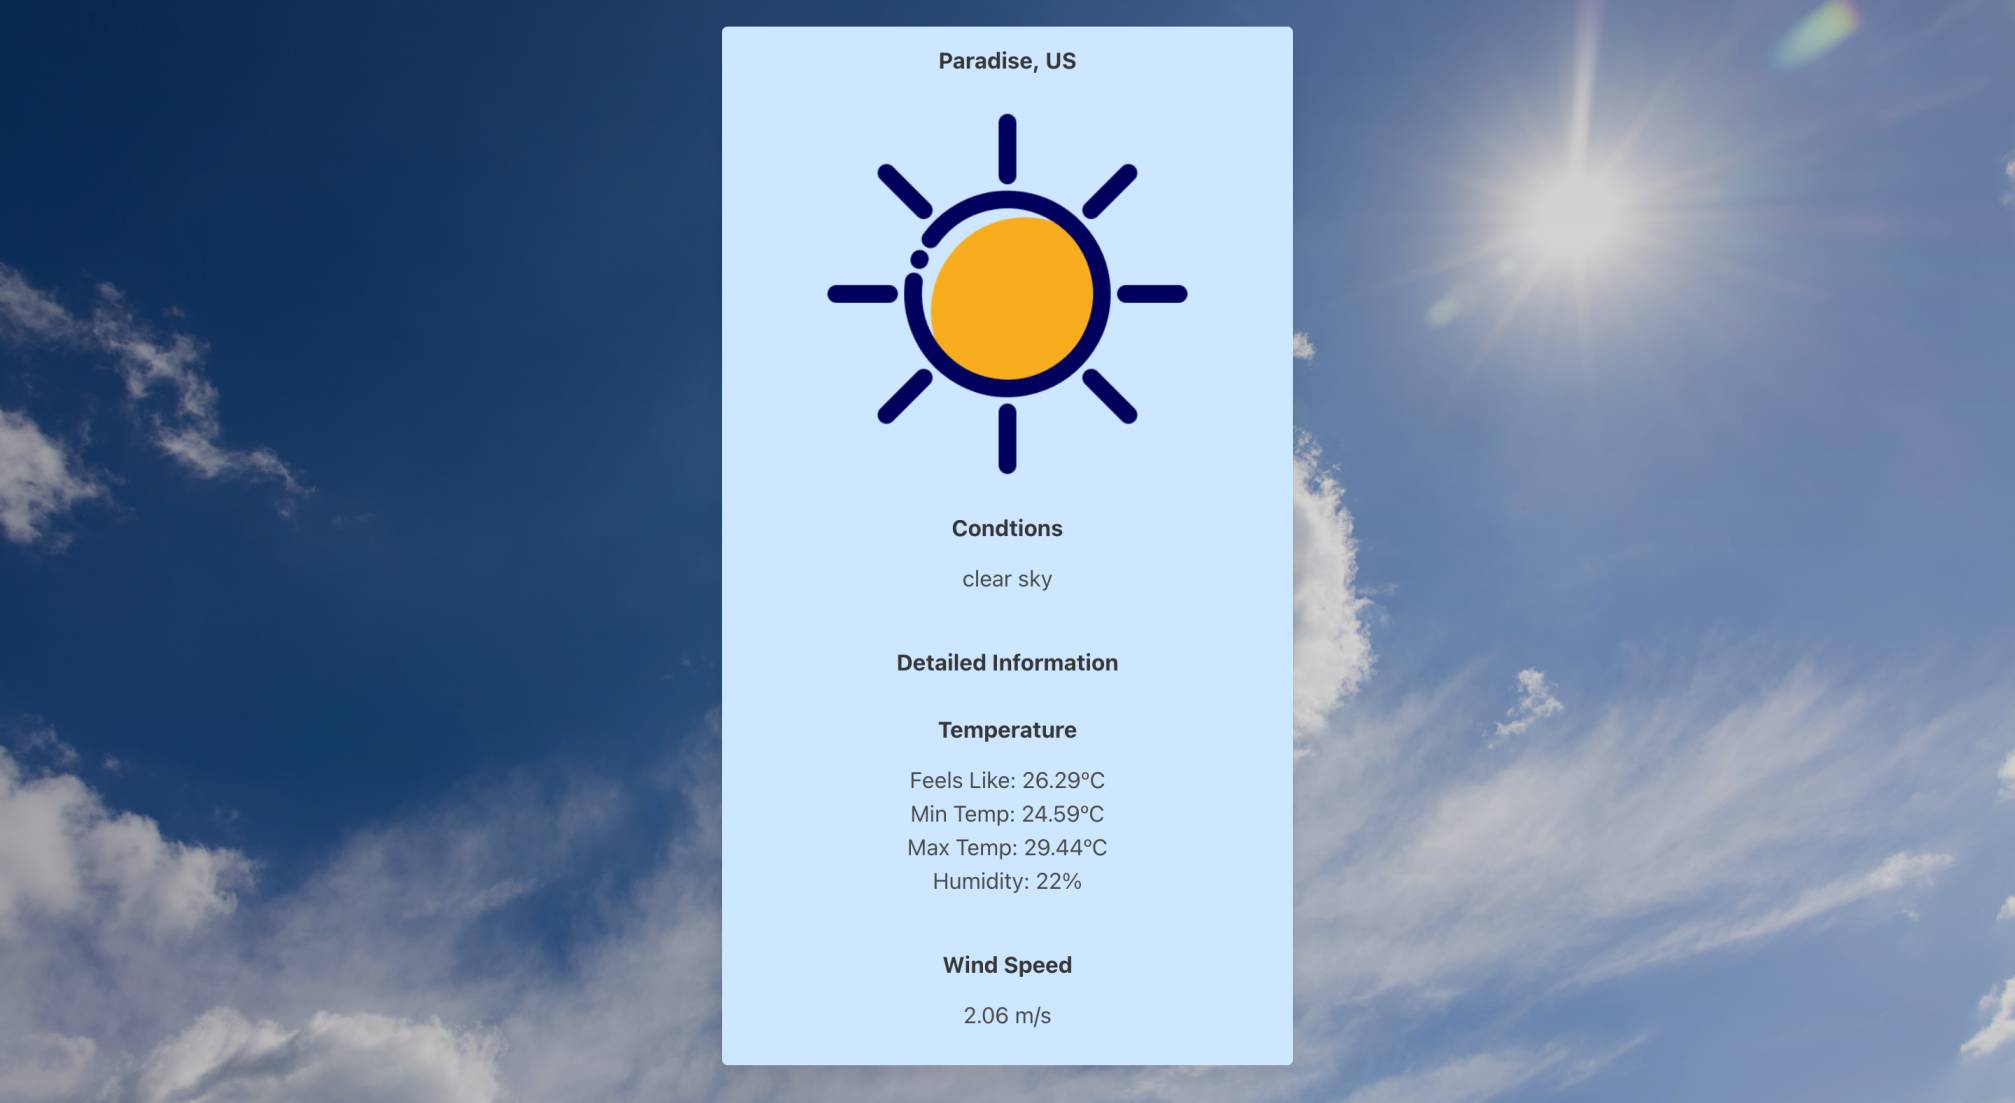 Paradise, US
Condtions
clear sky
Detailed Information
Temperature
Feels Like: 26.29°C
Min Temp: 24.59°C
Max Temp: 29.44°C
Humidity: 22%
Wind Speed
2.06 m/s